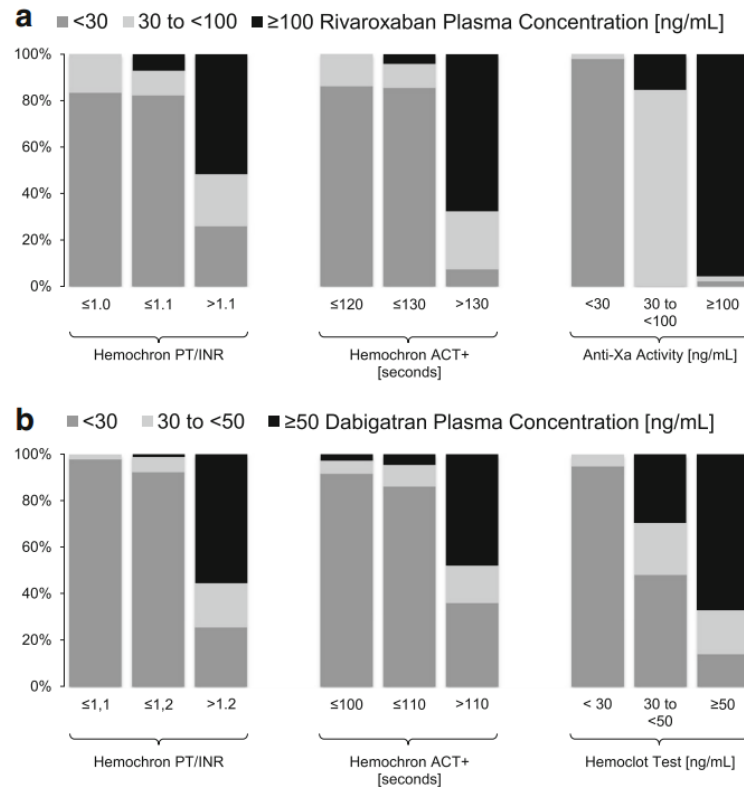 a <30 30 to <100 ≥100 Rivaroxaban Plasma Concentration [ng/mL]
100%
80%
60%
40%
20%
0%
≤1.0 ≤1.1 >1.1 ≤120 ≤130 >130 <30 30 to ≥100
<100
Hemochron PT/INR Hemochron ACT+ Anti-Xa Activity [ng/mL]
[seconds]
b <30 30 to <50 ≥50 Dabigatran Plasma Concentration [ng/mL]
100%
80%
60%
40%
20%
0%
≤1,1 ≤1,2 >1.2 ≤100 ≤110 >110 < 30 30 to ≥50
<50
Hemochron PT/INR Hemochron ACT+ Hemoclot Test [ng/mL]
[seconds]